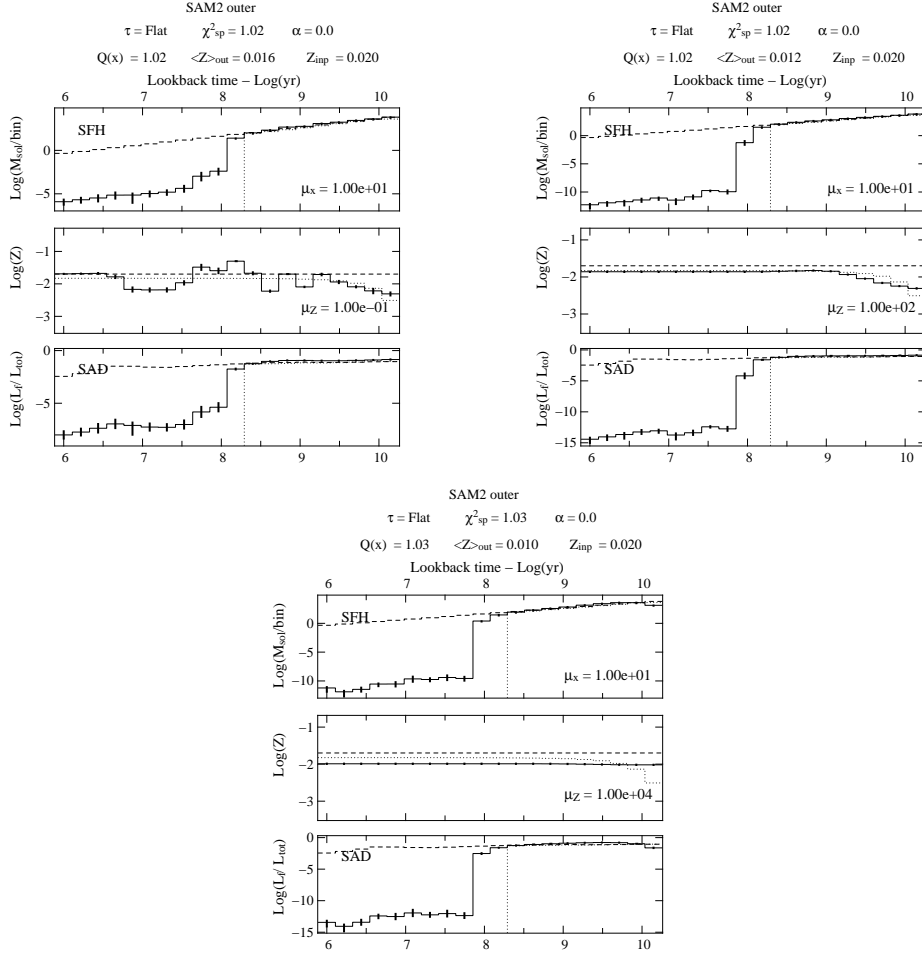 SAM2 outer
τ = Flat χ²sp = 1.02 α = 0.0
Q(x) = 1.02 <Z>out = 0.016 Zinp = 0.020
Lookback time – Log(yr)
6 7 8 9 10
Log(Msol/bin)
0
−5
SFH
μx = 1.00e+01
Log(Z)
−1
−2
−3
μZ = 1.00e−01
Log(Lf/ Ltot)
0
−5
SAD
6 7 8 9 10
SAM2 outer
τ = Flat χ²sp = 1.02 α = 0.0
Q(x) = 1.02 <Z>out = 0.012 Zinp = 0.020
Lookback time – Log(yr)
6 7 8 9 10
Log(Msol/bin)
0
−5
−10
SFH
μx = 1.00e+01
Log(Z)
−1
−2
−3
μZ = 1.00e+02
Log(Lf/ Ltot)
0
−5
−10
−15
SAD
6 7 8 9 10
SAM2 outer
τ = Flat χ²sp = 1.03 α = 0.0
Q(x) = 1.03 <Z>out = 0.010 Zinp = 0.020
Lookback time – Log(yr)
6 7 8 9 10
Log(Msol/bin)
0
−5
−10
SFH
μx = 1.00e+01
Log(Z)
−1
−2
−3
μZ = 1.00e+04
Log(Lf/ Ltot)
0
−5
−10
−15
SAD
6 7 8 9 10